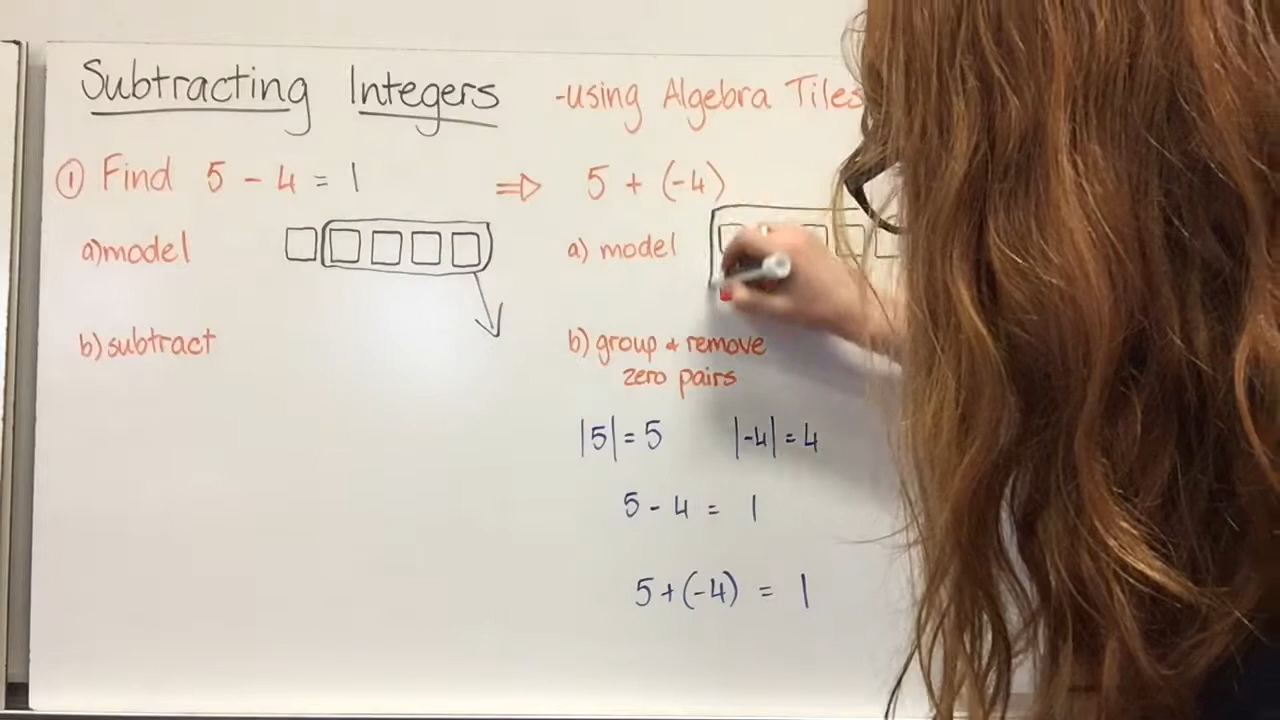 Subtracting Integers -using Algebra Tiles
① Find 5 - 4 = 1 ⇒ 5 + (-4)
a) model
b) subtract
a) model
b) group & remove
zero pairs
|5| = 5 |-4| = 4
5 - 4 = 1
5 + (-4) = 1